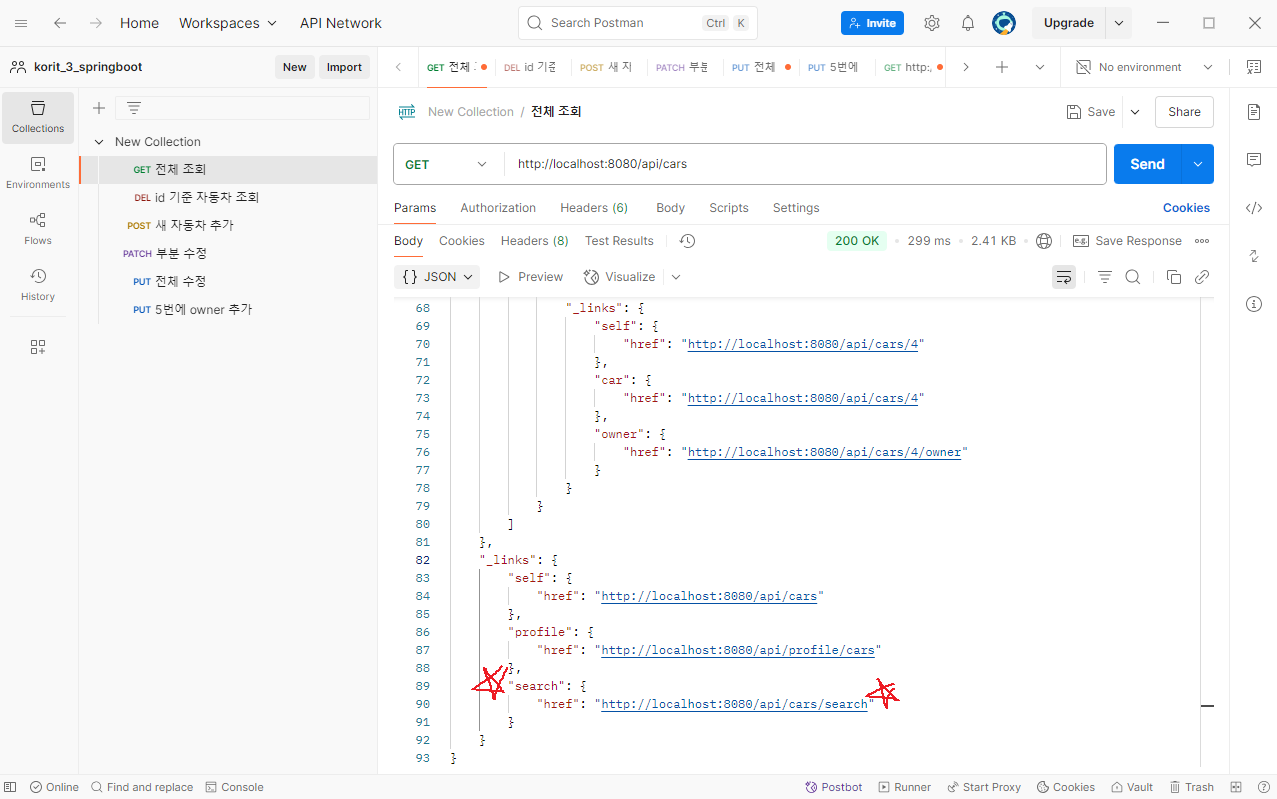 Home Workspaces API Network Search Postman Ctrl K Invite Upgrade
korit_3_springboot New Import
GET 전체 : DEL id 기준 POST 새 자 PATCH 부분 PUT 전체 PUT 5번에 GET http:, No environment
Collections
Environments
Flows
History
New Collection
GET 전체 조회
DEL id 기준 자동차 조회
POST 새 자동차 추가
PATCH 부분 수정
PUT 전체 수정
PUT 5번에 owner 추가
HTTP New Collection / 전체 조회 Save Share
GET http://localhost:8080/api/cars Send
Params Authorization Headers (6) Body Scripts Settings Cookies
Body Cookies Headers (8) Test Results 200 OK • 299 ms • 2.41 KB • e.g. Save Response
{} JSON Preview Visualize
68 "_links": {
69 "self": {
70 "href": "http://localhost:8080/api/cars/4"
71 },
72 "car": {
73 "href": "http://localhost:8080/api/cars/4"
74 },
75 "owner": {
76 "href": "http://localhost:8080/api/cars/4/owner"
77 }
78 }
79 }
80 ]
81 },
82 "_links": {
83 "self": {
84 "href": "http://localhost:8080/api/cars"
85 },
86 "profile": {
87 "href": "http://localhost:8080/api/profile/cars"
88 },
89 "search": {
90 "href": "http://localhost:8080/api/cars/search"
91 }
92 }
93 }
Online Find and replace Console Postbot Runner Start Proxy Cookies Vault Trash